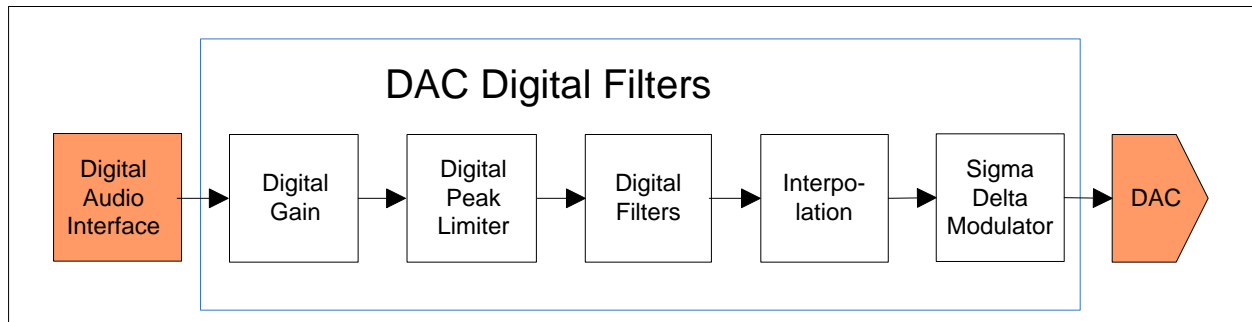 DAC Digital Filters
Digital
Audio
Interface
Digital
Gain
Digital
Peak
Limiter
Digital
Filters
Interpo-
lation
Sigma
Delta
Modulator
DAC